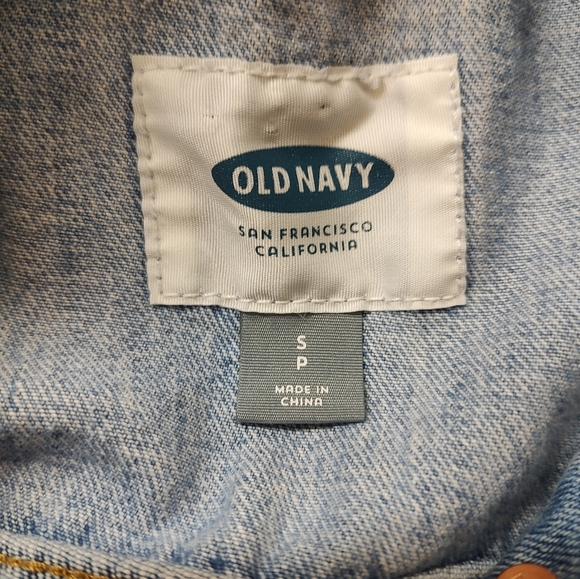 OLD NAVY
SAN FRANCISCO
CALIFORNIA
S
P
MADE IN
CHINA